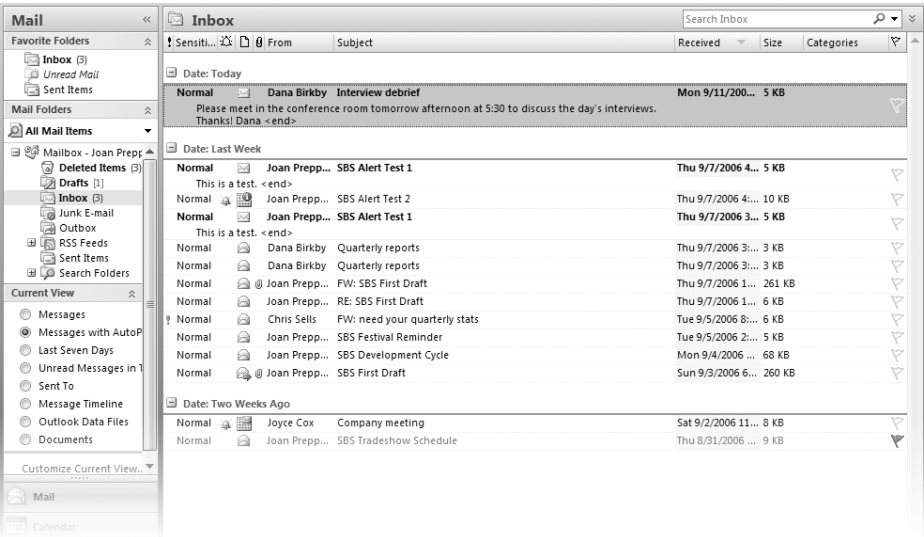 Mail «
Favorite Folders
Inbox (3)
Unread Mail
Sent Items
Mail Folders
All Mail Items
Mailbox - Joan Prepp
Deleted Items (3)
Drafts [1]
Inbox (3)
Junk E-mail
Outbox
RSS Feeds
Sent Items
Search Folders
Current View
Messages
Messages with AutoP
Last Seven Days
Unread Messages in T
Sent To
Message Timeline
Outlook Data Files
Documents
Customize Current View..
Mail
Calendar
Inbox Search Inbox
! Sensiti... From Subject Received Size Categories
Date: Today
Normal Dana Birkby Interview debrief Mon 9/11/200... 5 KB
Please meet in the conference room tomorrow afternoon at 5:30 to discuss the day's interviews.
Thanks! Dana <end>
Date: Last Week
Normal Joan Prepp... SBS Alert Test 1 Thu 9/7/2006 4... 5 KB
This is a test. <end>
Normal Joan Prepp... SBS Alert Test 2 Thu 9/7/2006 4:... 10 KB
Normal Joan Prepp... SBS Alert Test 1 Thu 9/7/2006 3... 5 KB
This is a test. <end>
Normal Dana Birkby Quarterly reports Thu 9/7/2006 3:... 3 KB
Normal Dana Birkby Quarterly reports Thu 9/7/2006 3:... 3 KB
Normal Joan Prepp... FW: SBS First Draft Thu 9/7/2006 1... 261 KB
Normal Joan Prepp... RE: SBS First Draft Thu 9/7/2006 1... 6 KB
! Normal Chris Sells FW: need your quarterly stats Tue 9/5/2006 8:... 6 KB
Normal Joan Prepp... SBS Festival Reminder Tue 9/5/2006 2:... 5 KB
Normal Joan Prepp... SBS Development Cycle Mon 9/4/2006 ... 68 KB
Normal Joan Prepp... SBS First Draft Sun 9/3/2006 6... 260 KB
Date: Two Weeks Ago
Normal Joyce Cox Company meeting Sat 9/2/2006 11... 8 KB
Normal Joan Prepp... SBS Tradeshow Schedule Thu 8/31/2006 ... 9 KB